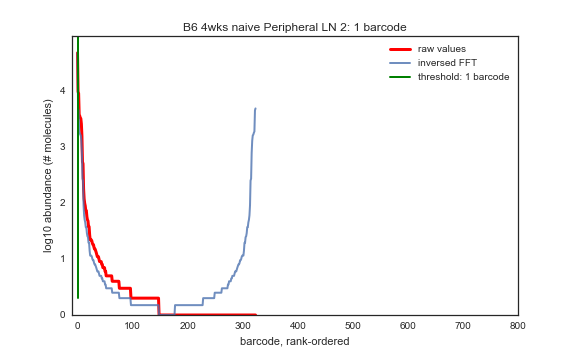 B6 4wks naive Peripheral LN 2: 1 barcode
raw values
inversed FFT
threshold: 1 barcode
log10 abundance (# molecules)
4
3
2
1
0
0 100 200 300 400 500 600 700 800
barcode, rank-ordered